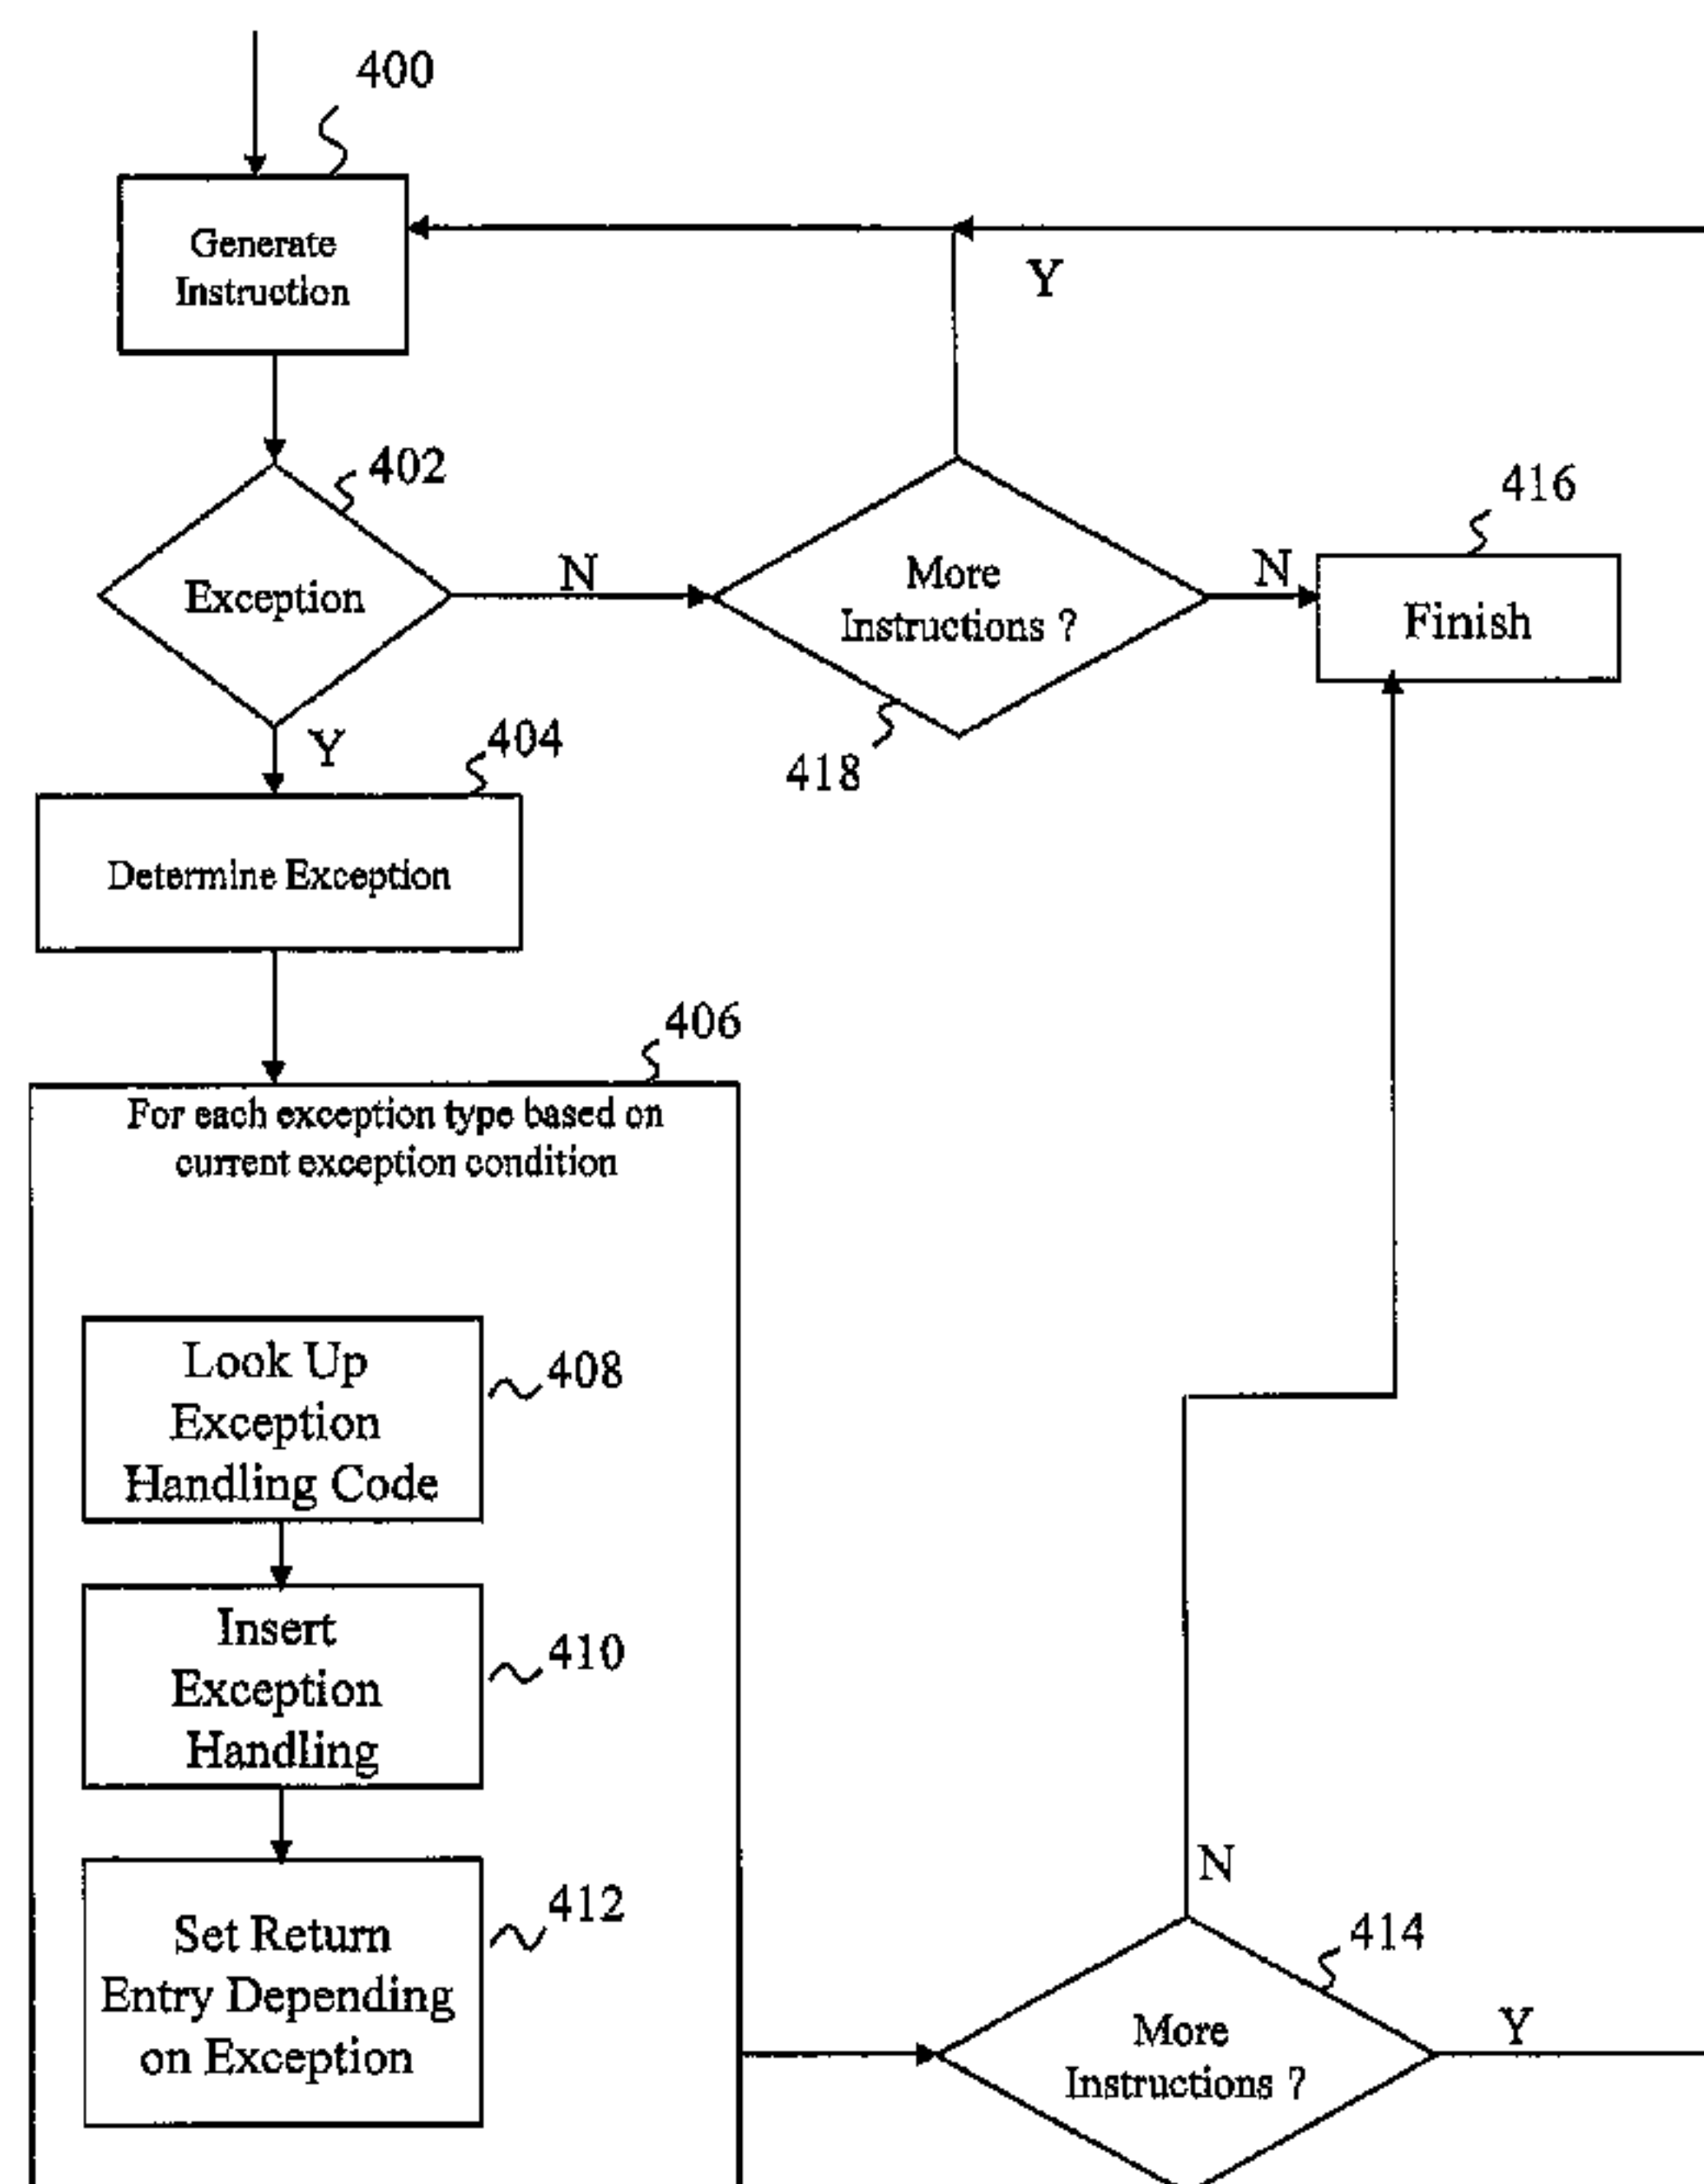 400
Generate
Instruction
Y
402
Exception
N
More
Instructions ?
N
416
Finish
418
Y
404
Determine Exception
406
For each exception type based on
current exception condition
Look Up
Exception
Handling Code
408
Insert
Exception
Handling
410
Set Return
Entry Depending
on Exception
412
N
414
More
Instructions ?
Y